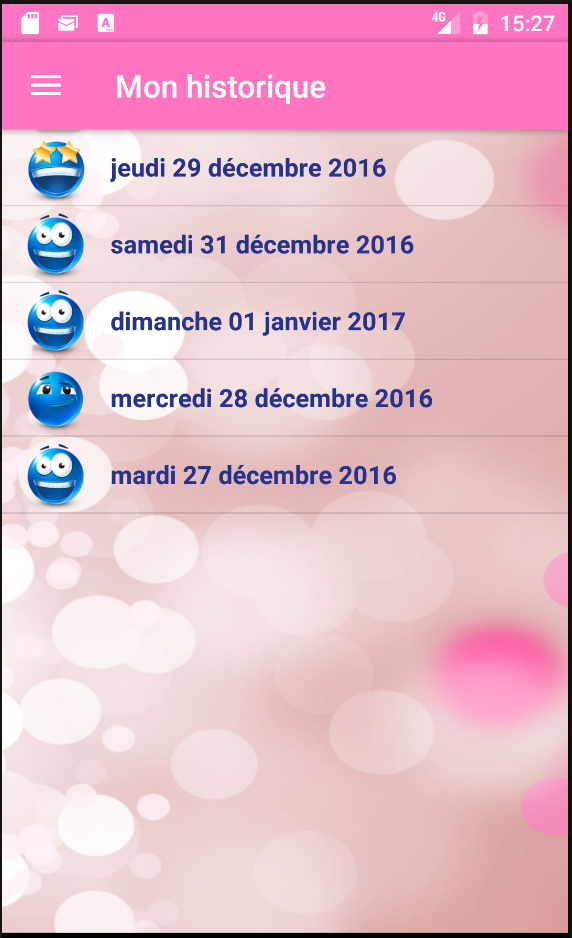 4G 15:27
Mon historique
jeudi 29 décembre 2016
samedi 31 décembre 2016
dimanche 01 janvier 2017
mercredi 28 décembre 2016
mardi 27 décembre 2016